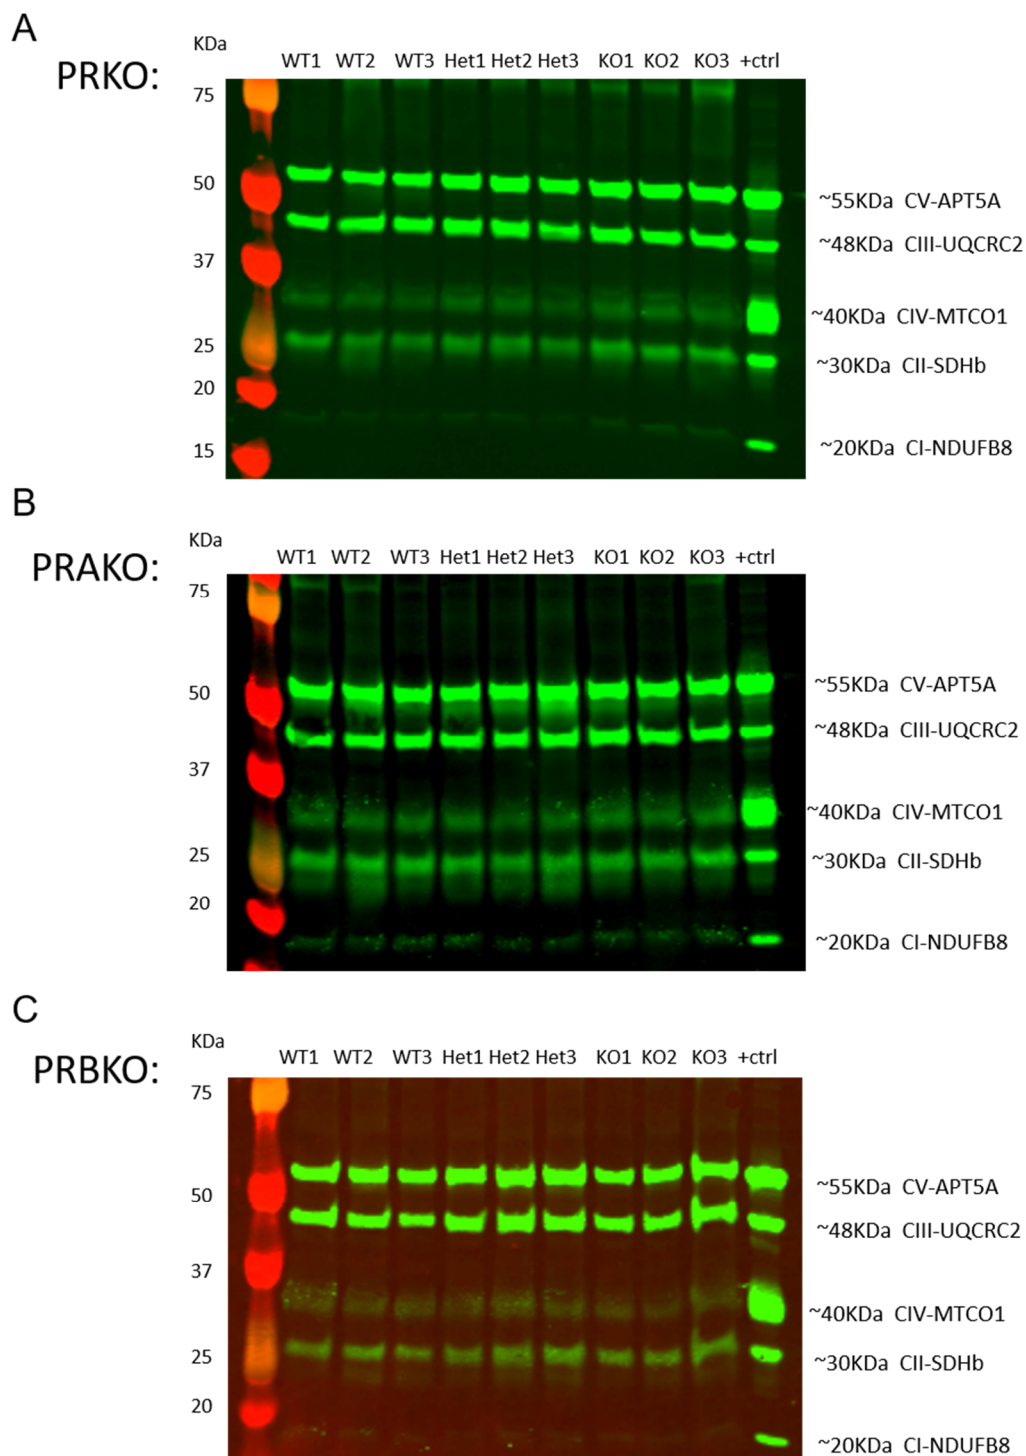 A
PRKO:
KDa
WT1 WT2 WT3 Het1 Het2 Het3 KO1 KO2 KO3 +ctrl
75
50
37
25
20
15
~55KDa CV-APT5A
~48KDa CIII-UQCRC2
~40KDa CIV-MTCO1
~30KDa CII-SDHb
~20KDa CI-NDUFB8
B
PRAKO:
KDa
WT1 WT2 WT3 Het1 Het2 Het3 KO1 KO2 KO3 +ctrl
75
50
37
25
20
~55KDa CV-APT5A
~48KDa CIII-UQCRC2
~40KDa CIV-MTCO1
~30KDa CII-SDHb
~20KDa CI-NDUFB8
C
PRBKO:
KDa
WT1 WT2 WT3 Het1 Het2 Het3 KO1 KO2 KO3 +ctrl
75
50
37
25
20
~55KDa CV-APT5A
~48KDa CIII-UQCRC2
~40KDa CIV-MTCO1
~30KDa CII-SDHb
~20KDa CI-NDUFB8